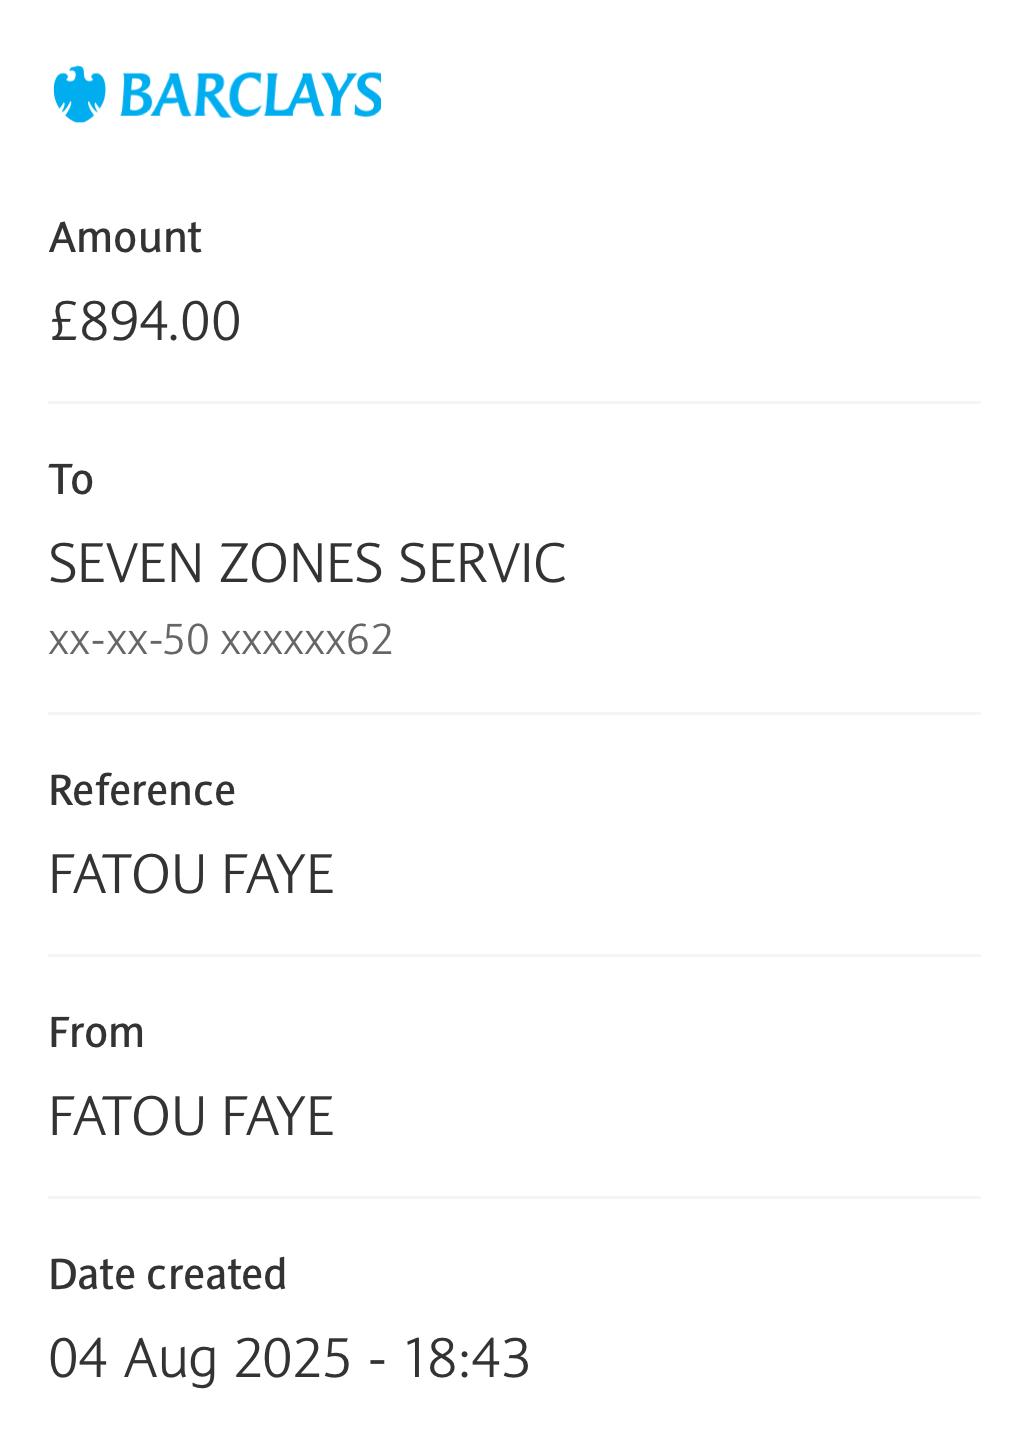 BARCLAYS
Amount
£894.00
To
SEVEN ZONES SERVIC
xx-xx-50 xxxxxx62
Reference
FATOU FAYE
From
FATOU FAYE
Date created
04 Aug 2025 - 18:43